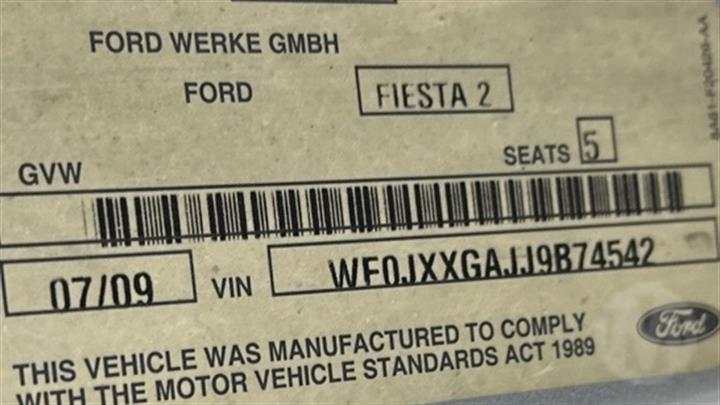 FORD WERKE GMBH
FORD FIESTA 2
GVW SEATS 5
07/09 VIN WF0JXXGAJJ9B74542
Ford
THIS VEHICLE WAS MANUFACTURED TO COMPLY
WITH THE MOTOR VEHICLE STANDARDS ACT 1989